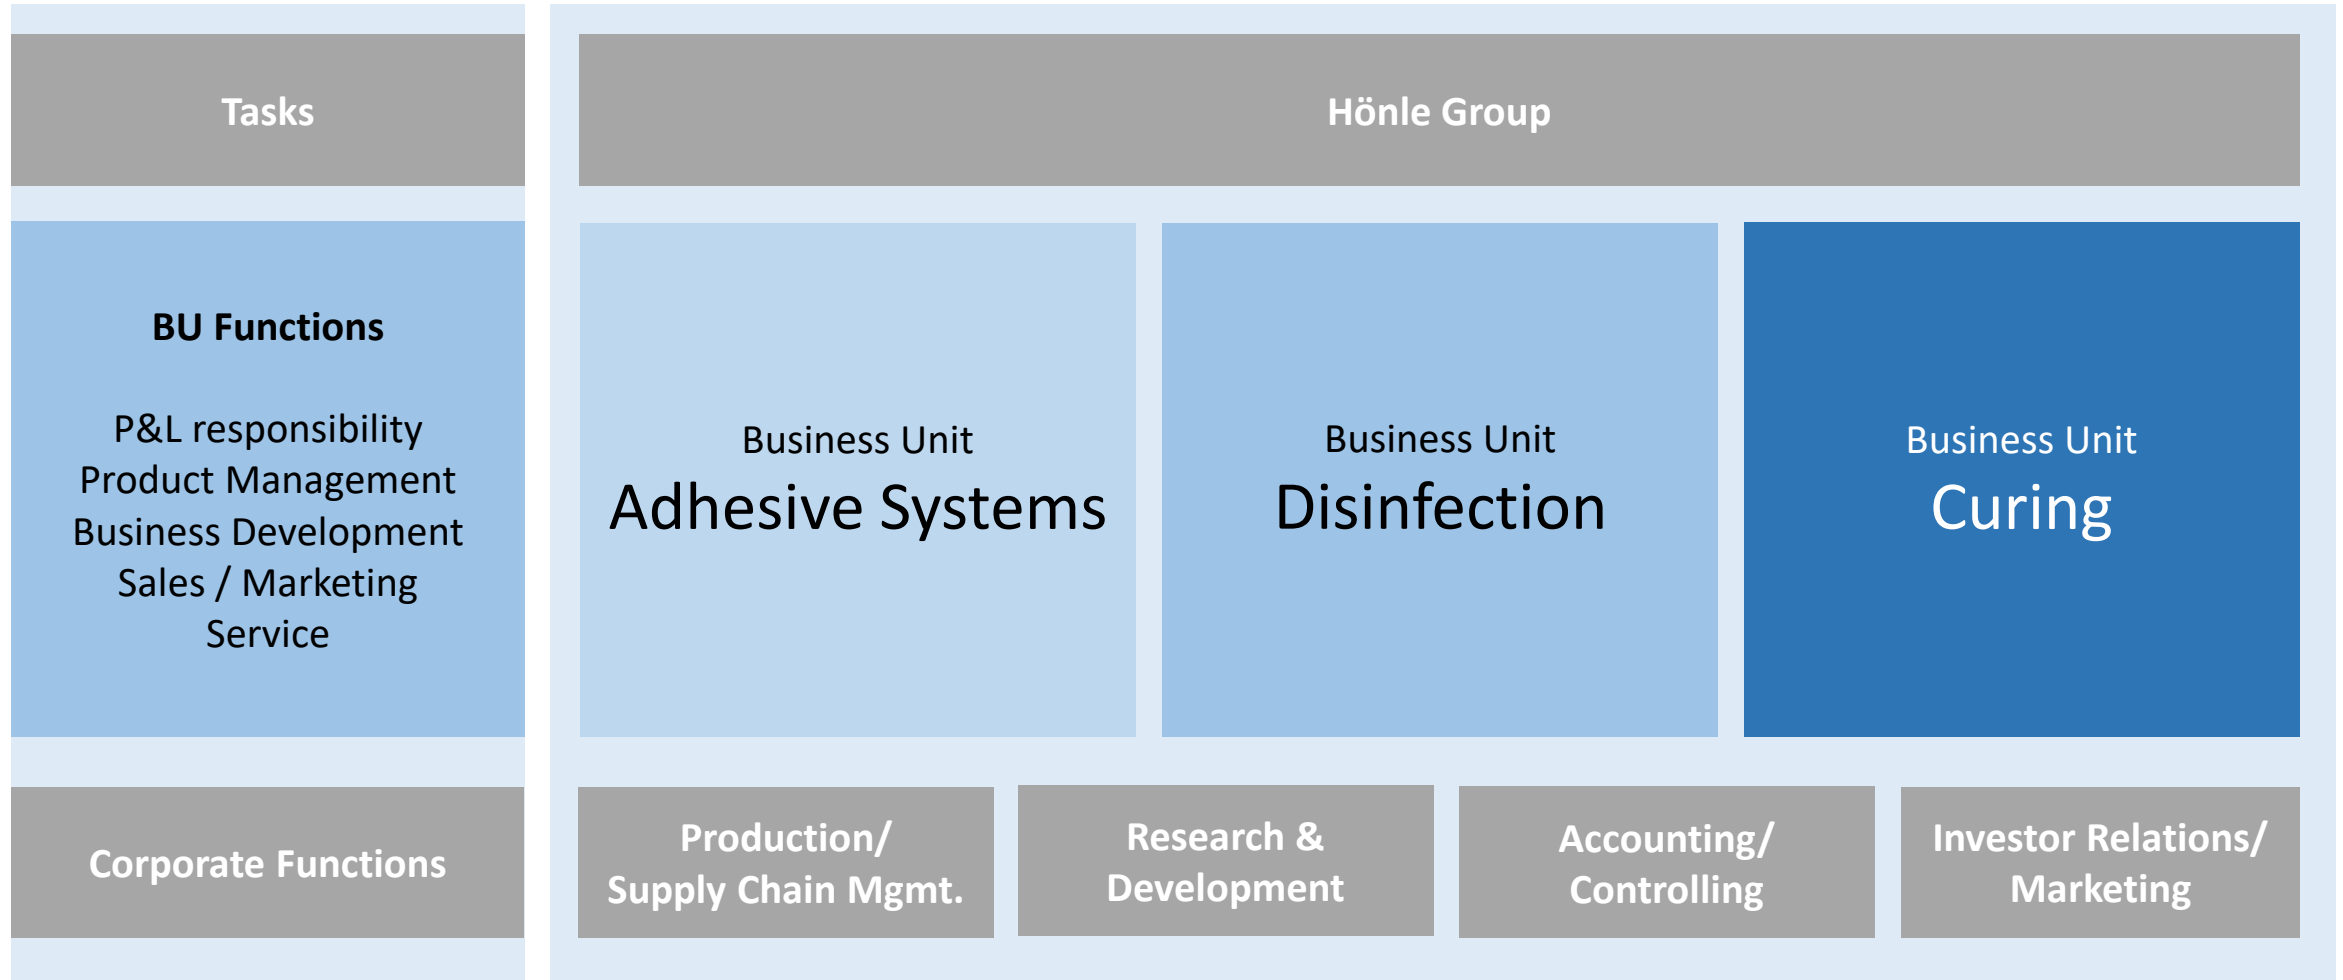 Tasks
Hönle Group
BU Functions
P&L responsibility
Product Management
Business Development
Sales / Marketing
Service
Business Unit
Adhesive Systems
Business Unit
Disinfection
Business Unit
Curing
Corporate Functions
Production/
Supply Chain Mgmt.
Research &
Development
Accounting/
Controlling
Investor Relations/
Marketing